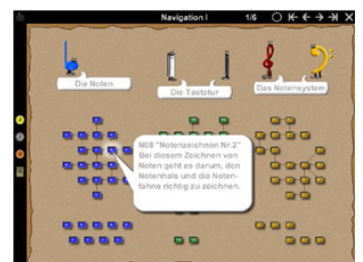 Navigation I
1/6
Die Noten
Die Tastatur
Das Notensystem
N08 "Notenzeichnen Nr.2"
Bei diesem Zeichnen von
Noten geht es darum, den
Notenhals und die Noten-
fahne richtig zu zeichnen.